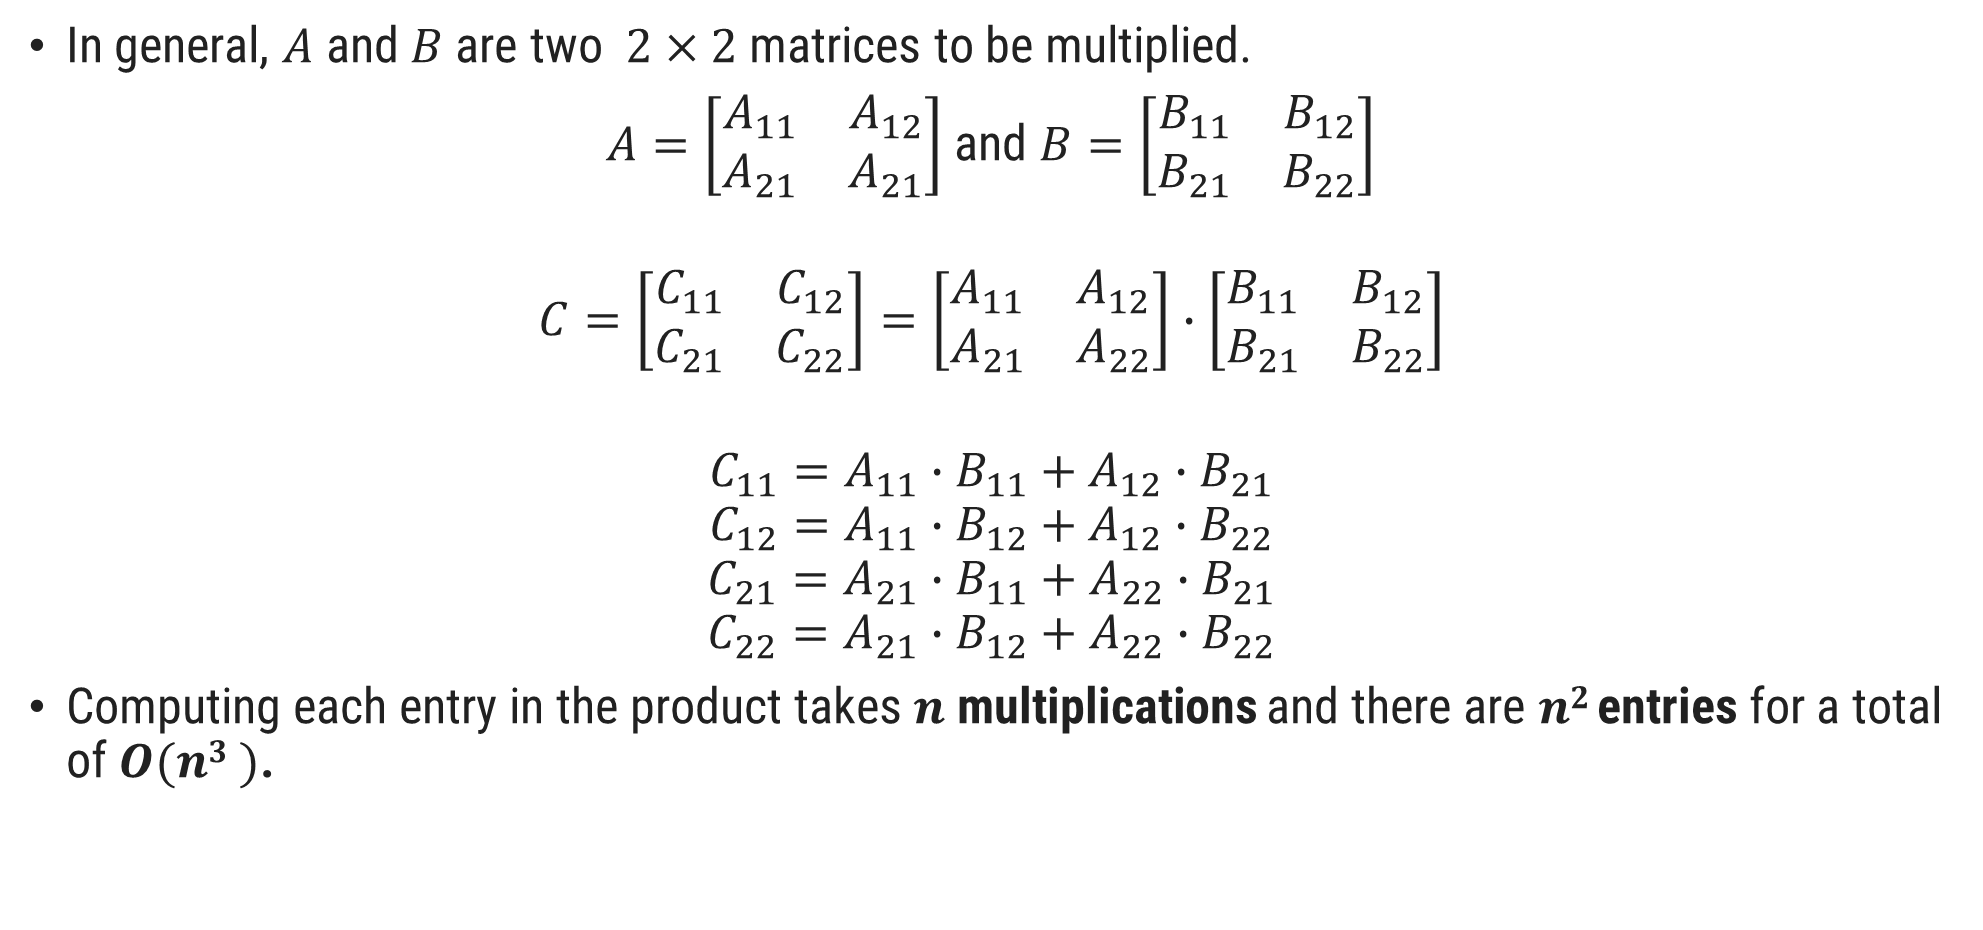 • In general, A and B are two 2 × 2 matrices to be multiplied.
A = [A₁₁ A₁₂ A₂₁ A₂₁] and B = [B₁₁ B₁₂ B₂₁ B₂₂]
C = [C₁₁ C₁₂ C₂₁ C₂₂] = [A₁₁ A₁₂ A₂₁ A₂₂] · [B₁₁ B₁₂ B₂₁ B₂₂]
C₁₁ = A₁₁ · B₁₁ + A₁₂ · B₂₁
C₁₂ = A₁₁ · B₁₂ + A₁₂ · B₂₂
C₂₁ = A₂₁ · B₁₁ + A₂₂ · B₂₁
C₂₂ = A₂₁ · B₁₂ + A₂₂ · B₂₂
• Computing each entry in the product takes n multiplications and there are n² entries for a total
of O(n³ ).